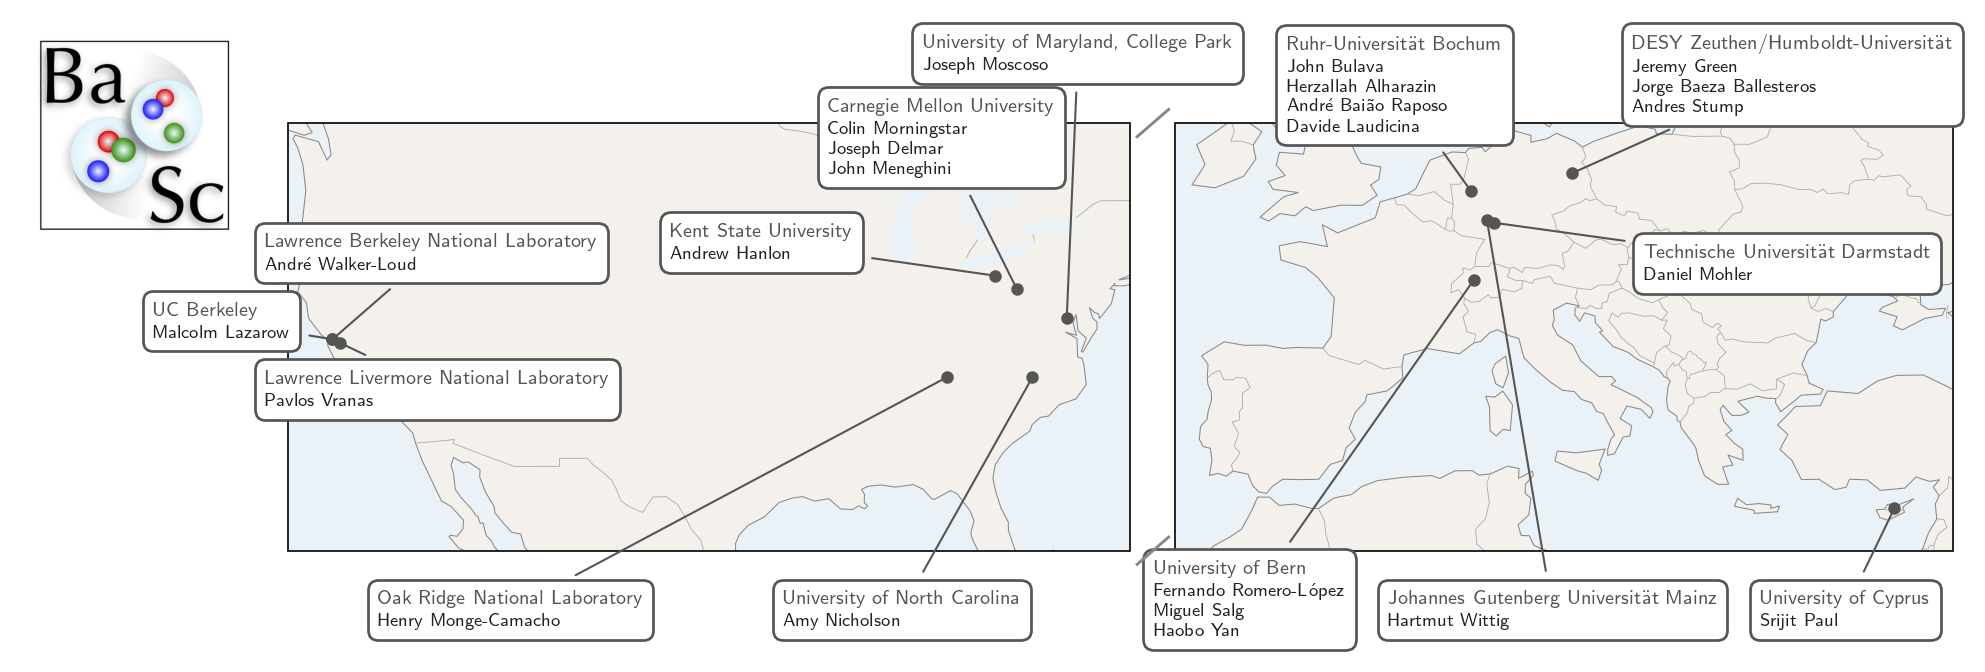 Ba
Sc
University of Maryland, College Park
Joseph Moscoso
Carnegie Mellon University
Colin Morningstar
Joseph Delmar
John Meneghini
Kent State University
Andrew Hanlon
Lawrence Berkeley National Laboratory
André Walker-Loud
UC Berkeley
Malcolm Lazarow
Lawrence Livermore National Laboratory
Pavlos Vranas
Oak Ridge National Laboratory
Henry Monge-Camacho
University of North Carolina
Amy Nicholson
Ruhr-Universität Bochum
John Bulava
Herzallah Alharazin
André Baião Raposo
Davide Laudicina
DESY Zeuthen/Humboldt-Universität
Jeremy Green
Jorge Baeza Ballesteros
Andres Stump
Technische Universität Darmstadt
Daniel Mohler
University of Bern
Fernando Romero-López
Miguel Salg
Haobo Yan
Johannes Gutenberg Universität Mainz
Hartmut Wittig
University of Cyprus
Srijit Paul